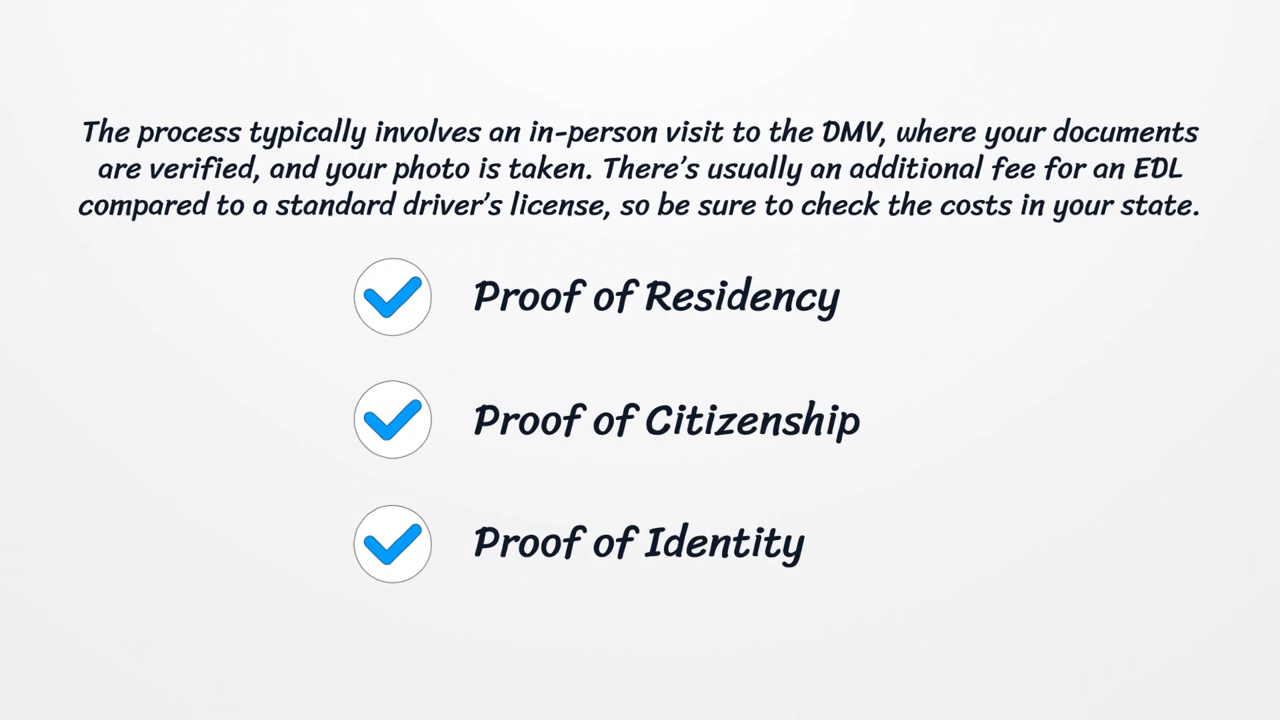 The process typically involves an in-person visit to the DMV, where your documents
are verified, and your photo is taken. There's usually an additional fee for an EDL
compared to a standard driver's license, so be sure to check the costs in your state.
Proof of Residency
Proof of Citizenship
Proof of Identity